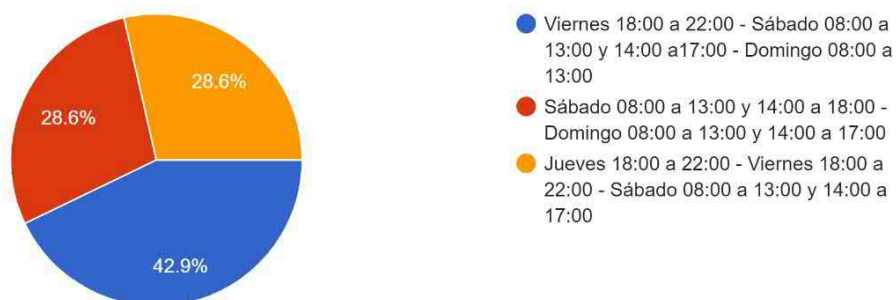 28.6%
28.6%
42.9%
Viernes 18:00 a 22:00 - Sábado 08:00 a
13:00 y 14:00 a17:00 - Domingo 08:00 a
13:00
Sábado 08:00 a 13:00 y 14:00 a 18:00 -
Domingo 08:00 a 13:00 y 14:00 a 17:00
Jueves 18:00 a 22:00 - Viernes 18:00 a
22:00 - Sábado 08:00 a 13:00 y 14:00 a
17:00